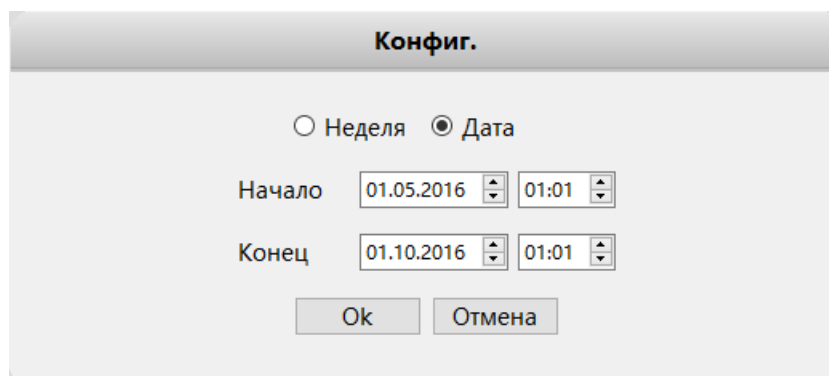 Конфиг.
Неделя Дата
Начало 01.05.2016 01:01
Конец 01.10.2016 01:01
Ok Отмена